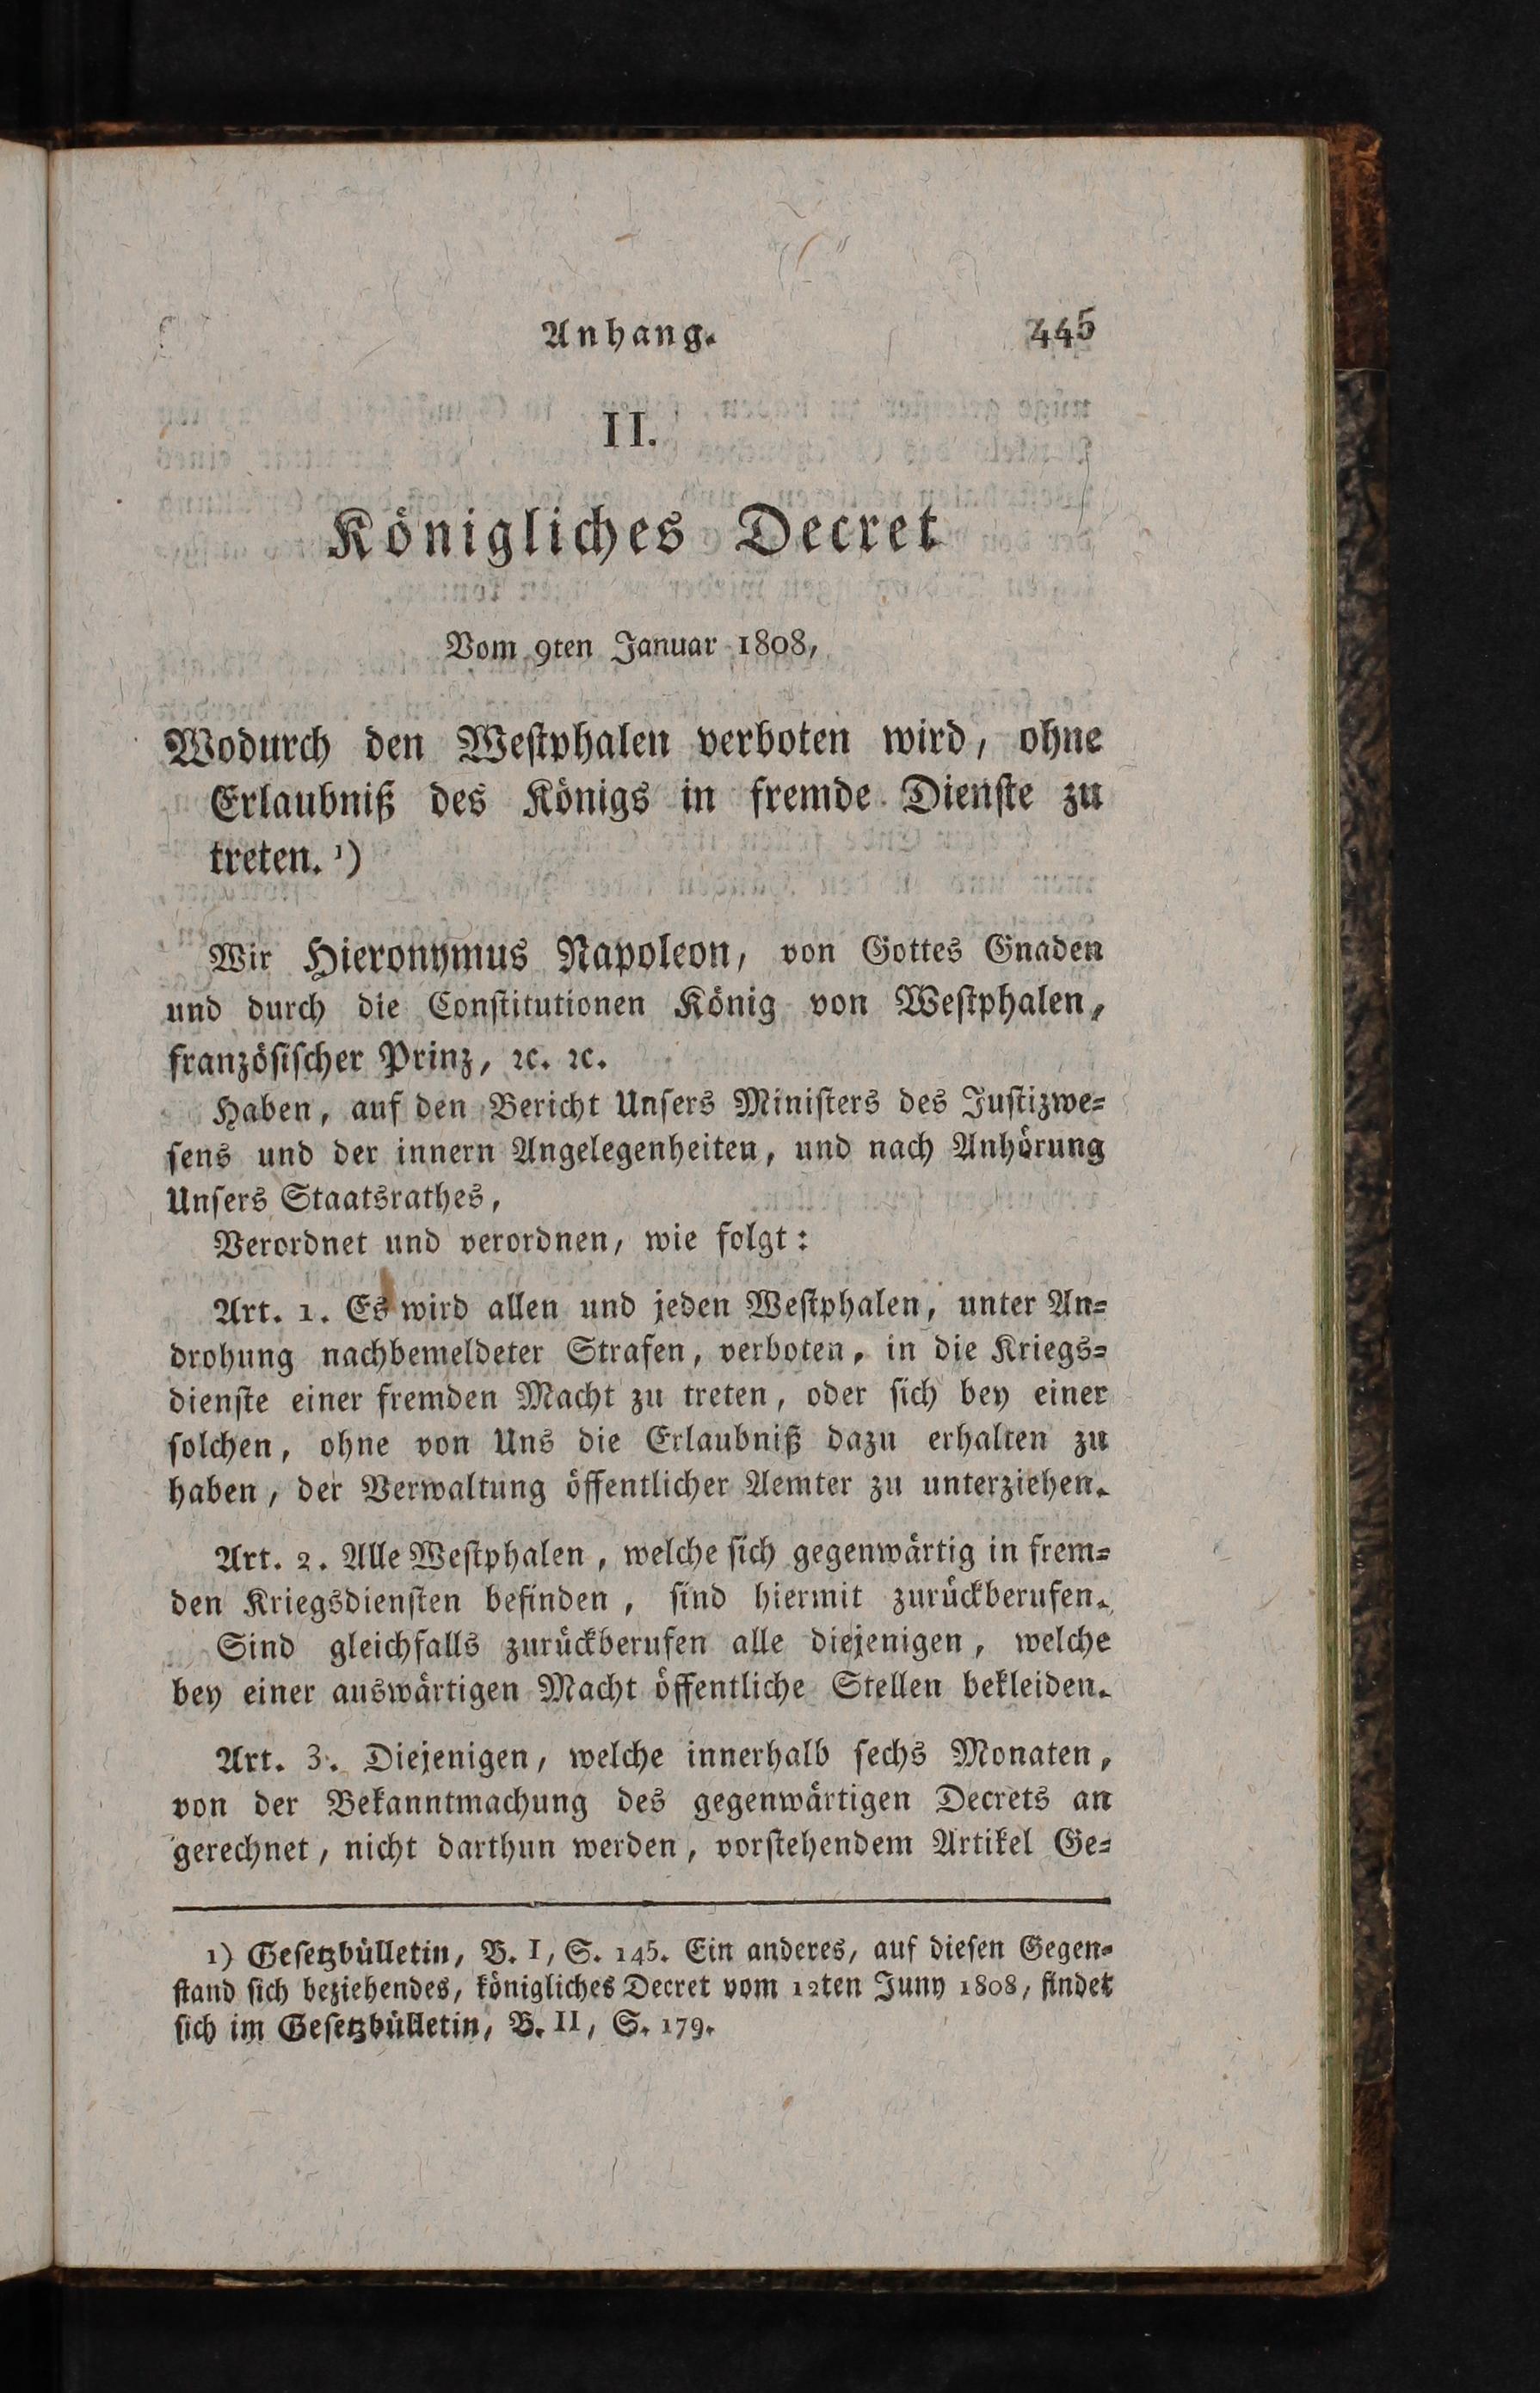 Anhang. 445
II.
Königliches Decret
Vom 9ten Januar 1808,
Wodurch den Westphalen verboten wird, ohne
Erlaubniß des Königs in fremde Dienste zu
treten. 1)
Wir Hieronymus Napoleon, von Gottes Gnaden
und durch die Constitutionen König von Westphalen,
französischer Prinz, ꝛc. ꝛc.
Haben, auf den Bericht Unsers Ministers des Justizwe-
sens und der innern Angelegenheiten, und nach Anhörung
Unsers Staatsrathes,
Verordnet und verordnen, wie folgt:
Art. 1. Es wird allen und jeden Westphalen, unter An-
drohung nachbemeldeter Strafen, verboten, in die Kriegs-
dienste einer fremden Macht zu treten, oder sich bey einer
solchen, ohne von Uns die Erlaubniß dazu erhalten zu
haben, der Verwaltung öffentlicher Aemter zu unterziehen.
Art. 2. Alle Westphalen, welche sich gegenwärtig in frem-
den Kriegsdiensten befinden, sind hiermit zurückberufen.
Sind gleichfalls zurückberufen alle diejenigen, welche
bey einer auswärtigen Macht öffentliche Stellen bekleiden.
Art. 3. Diejenigen, welche innerhalb sechs Monaten,
von der Bekanntmachung des gegenwärtigen Decrets an
gerechnet, nicht darthun werden, vorstehendem Artikel Ge-
1) Gesetzbülletin, B. I, S. 145. Ein anderes, auf diesen Gegen-
stand sich beziehendes, königliches Decret vom 12ten Juny 1808, findet
sich im Gesetzbülletin, B. II, S. 179.